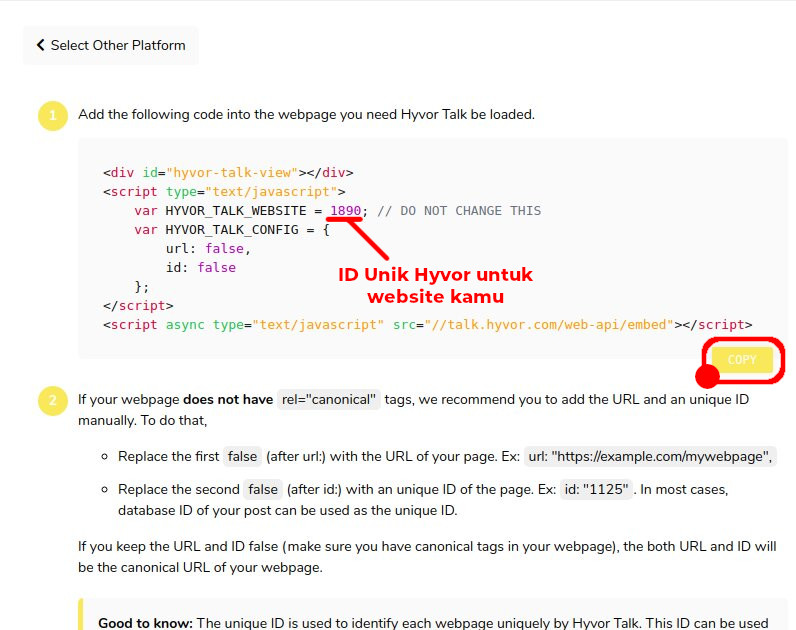 Select Other Platform
1
Add the following code into the webpage you need Hyvor Talk be loaded.
<div id="hyvor-talk-view"></div>
<script type="text/javascript">
    var HYVOR_TALK_WEBSITE = 1890; // DO NOT CHANGE THIS
    var HYVOR_TALK_CONFIG = {
        url: false,
        id: false
    };
</script>
<script async type="text/javascript" src="//talk.hyvor.com/web-api/embed"></script>
ID Unik Hyvor untuk
website kamu
COPY
2
If your webpage does not have rel="canonical" tags, we recommend you to add the URL and an unique ID
manually. To do that,
Replace the first false (after url:) with the URL of your page. Ex: url: "https://example.com/mywebpage",
Replace the second false (after id:) with an unique ID of the page. Ex: id: "1125". In most cases,
database ID of your post can be used as the unique ID.
If you keep the URL and ID false (make sure you have canonical tags in your webpage), the both URL and ID will
be the canonical URL of your webpage.
Good to know: The unique ID is used to identify each webpage uniquely by Hyvor Talk. This ID can be used